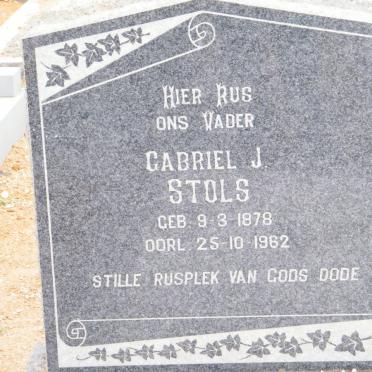 HIER RUS
ONS VADER
GABRIEL J.
STOLS
GEB. 9-3-1878
OORL. 25-10-1962
STILLE RUSPLEK VAN GODS DODE